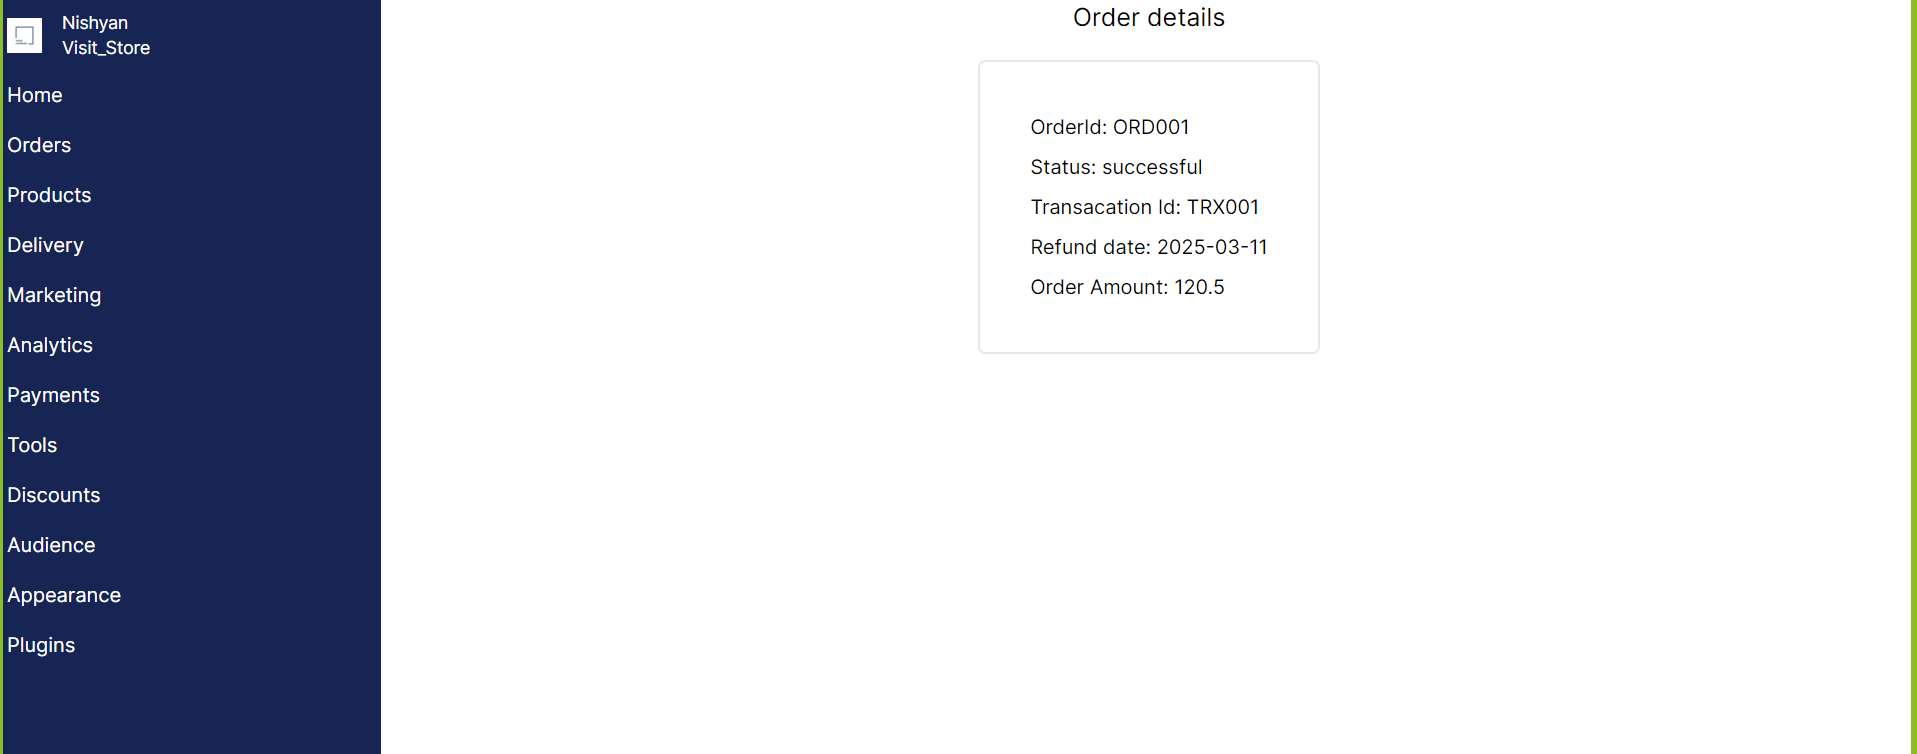 Nishyan
Visit_Store
Home
Orders
Products
Delivery
Marketing
Analytics
Payments
Tools
Discounts
Audience
Appearance
Plugins
Order details
OrderId: ORD001
Status: successful
Transacation Id: TRX001
Refund date: 2025-03-11
Order Amount: 120.5